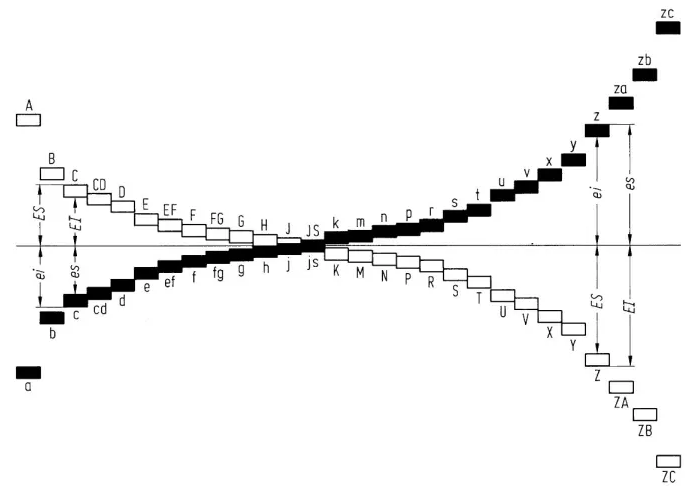 zc
zb
za
z
y
x
v
u
t
s
r
p
n
m
k
A
B
C
CD
D
E
EF
F
FG
G
H
J
JS
ES
EI
ei
es
ei
es
ES
EI
a
b
c
cd
d
e
ef
f
fg
g
h
j
js
K
M
N
P
R
S
T
U
V
X
Y
Z
ZA
ZB
ZC